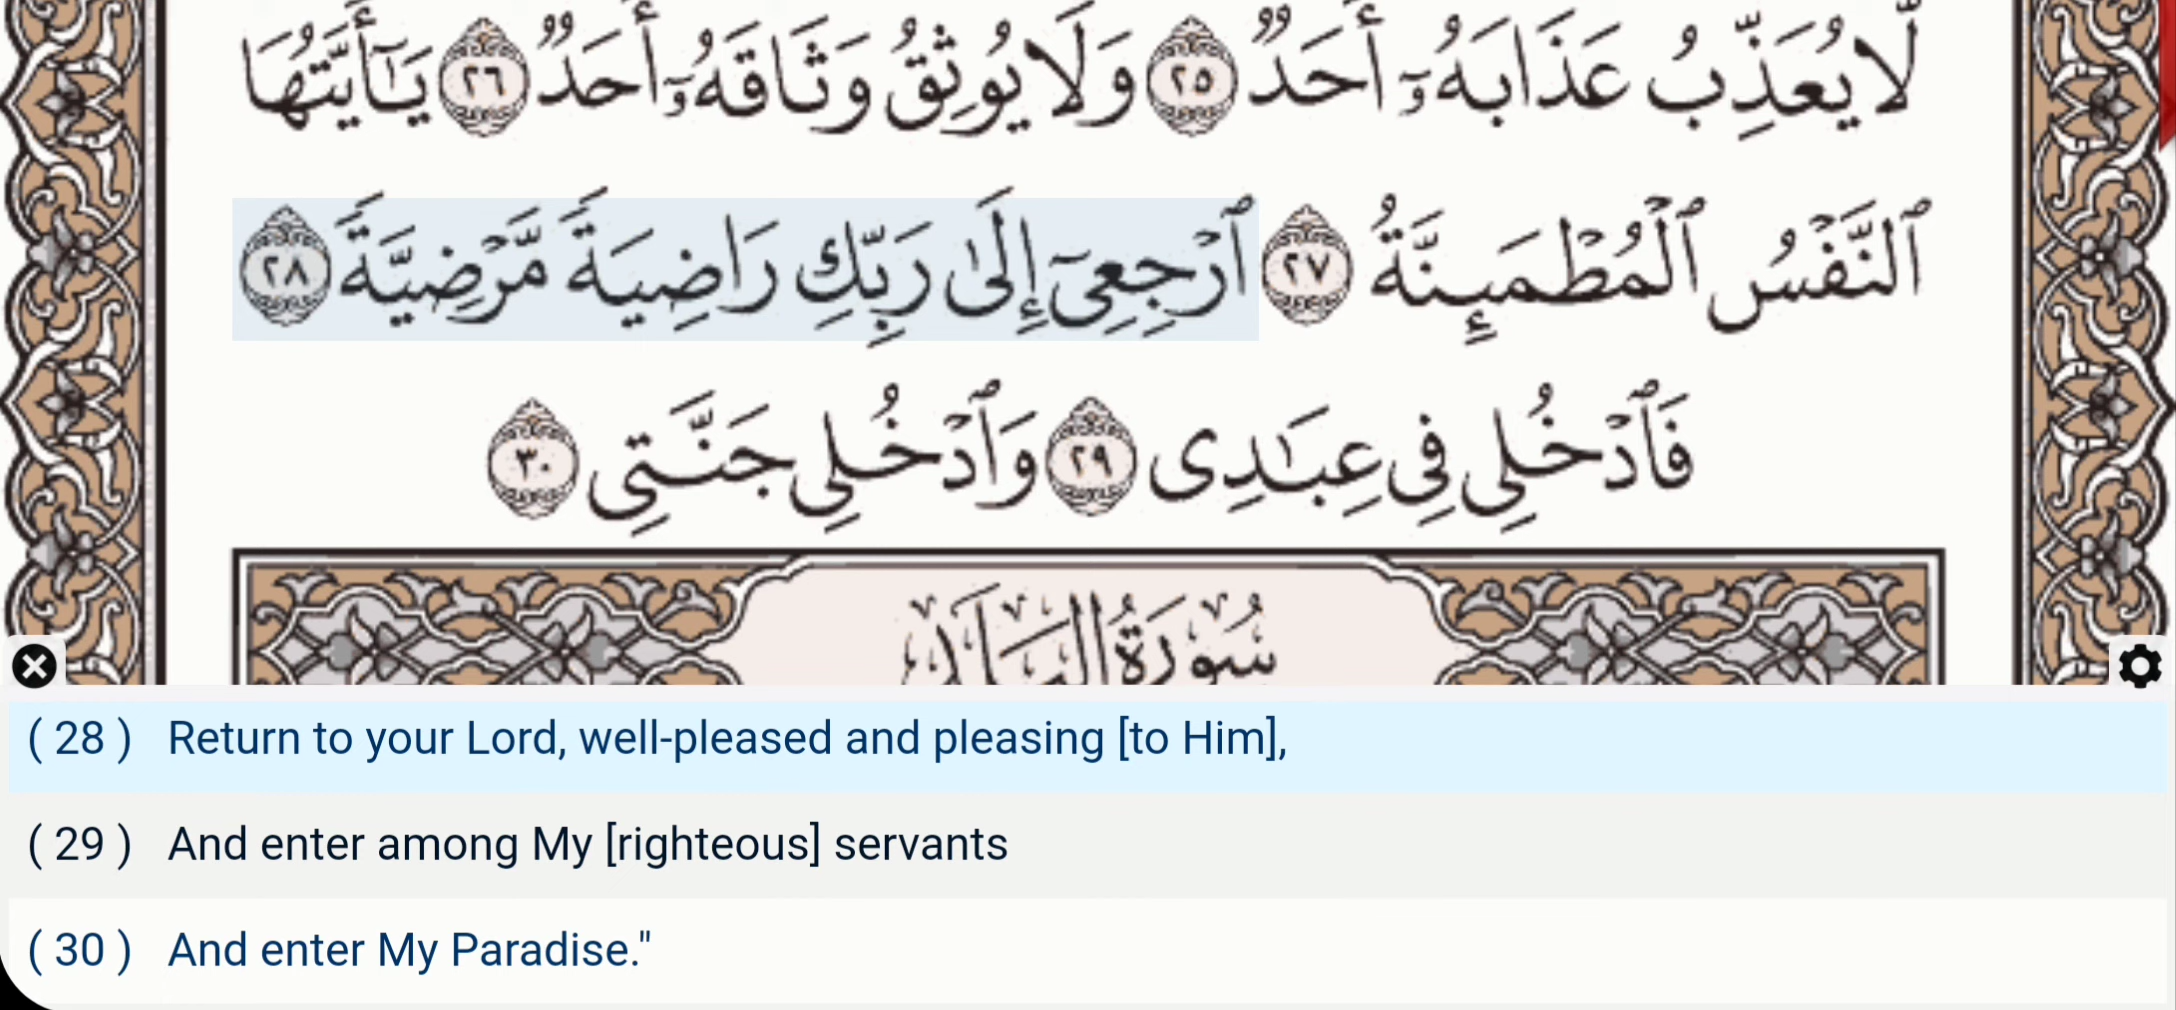 لَّا يُعَذِّبُ عَذَابَهُۥٓ أَحَدٌ ٢٥ وَلَا يُوثِقُ وَثَاقَهُۥٓ أَحَدٌ ٢٦ يَـٰٓأَيَّتُهَا
ٱلنَّفْسُ ٱلْمُطْمَئِنَّةُ ٢٧ ٱرْجِعِىٓ إِلَىٰ رَبِّكِ رَاضِيَةً مَّرْضِيَّةً ٢٨
فَٱدْخُلِى فِى عِبَـٰدِى ٢٩ وَٱدْخُلِى جَنَّتِى ٣٠
سُورَةُ البَلَدِ
( 28 ) Return to your Lord, well-pleased and pleasing [to Him],
( 29 ) And enter among My [righteous] servants
( 30 ) And enter My Paradise."